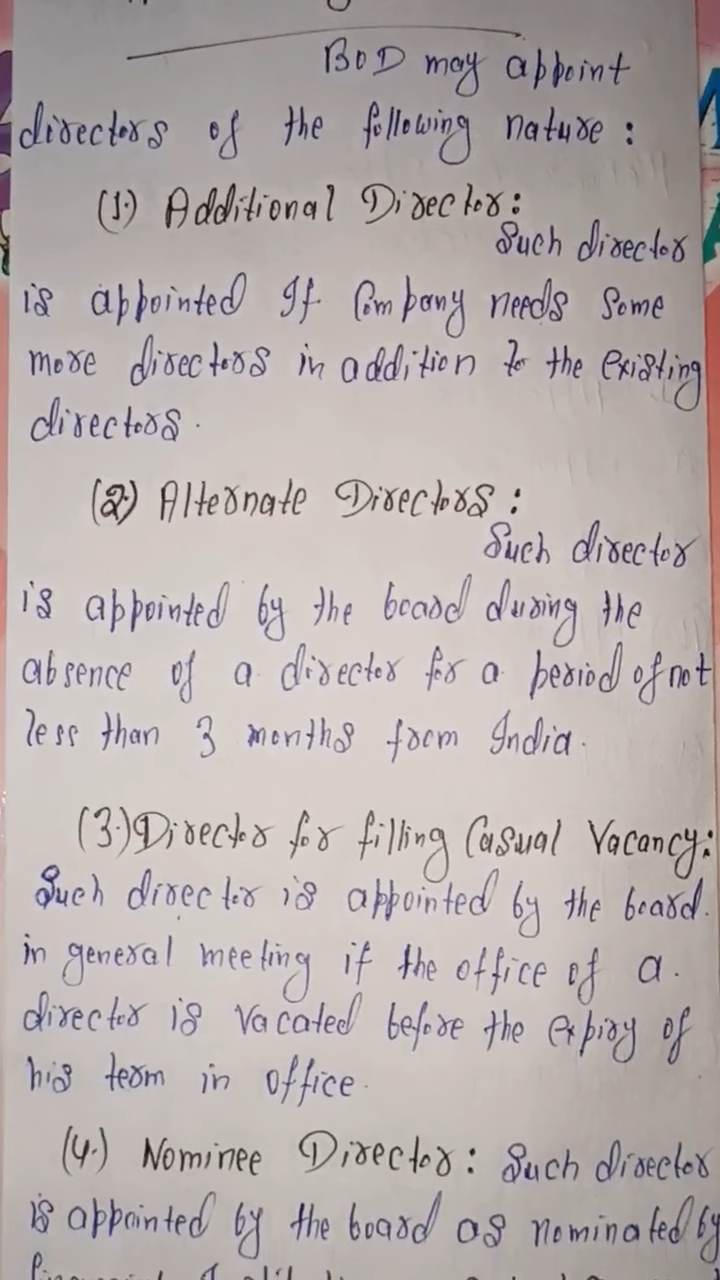 BOD may appoint
directors of the following nature :
(1.) Additional Director:
Such director
is appointed If Company needs Some
more directors in addition to the existing
directors.
(2.) Alternate Directors :
Such director
is appointed by the board during the
absence of a director for a period of not
less than 3 months form India.
(3.) Director for filling Casual Vacancy:
Such director is appointed by the board.
in general meeting if the office of a.
director is vacated before the expiry of
his term in office.
(4.) Nominee Director: Such director
is appointed by the board as nominated by